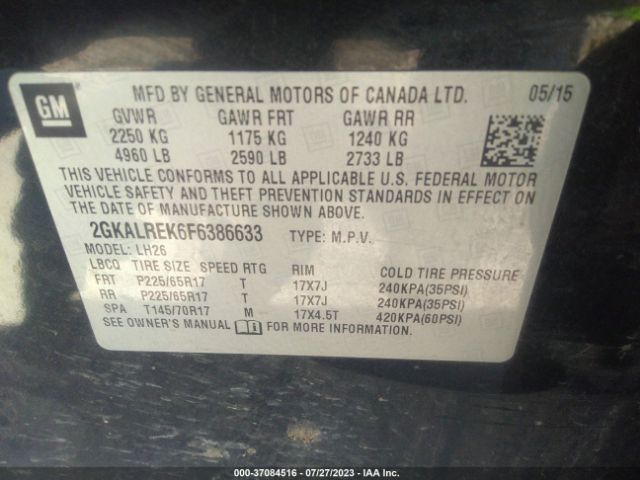 GM
MFD BY GENERAL MOTORS OF CANADA LTD. 05/15
GVWR GAWR FRT GAWR RR
2250 KG 1175 KG 1240 KG
4960 LB 2590 LB 2733 LB
THIS VEHICLE CONFORMS TO ALL APPLICABLE U.S. FEDERAL MOTOR
VEHICLE SAFETY AND THEFT PREVENTION STANDARDS IN EFFECT ON
THE DATE OF MANUFACTURE SHOWN ABOVE.
2GKALREK6F6386633 TYPE: M.P.V.
MODEL: LH26
LBCQ TIRE SIZE SPEED RTG RIM COLD TIRE PRESSURE
FRT P225/65R17 T 17X7J 240KPA(35PSI)
RR P225/65R17 T 17X7J 240KPA(35PSI)
SPA T145/70R17 M 17X4.5T 420KPA(60PSI)
SEE OWNER'S MANUAL FOR MORE INFORMATION.
000-37084516 / 07/27/2023 - IAA Inc.